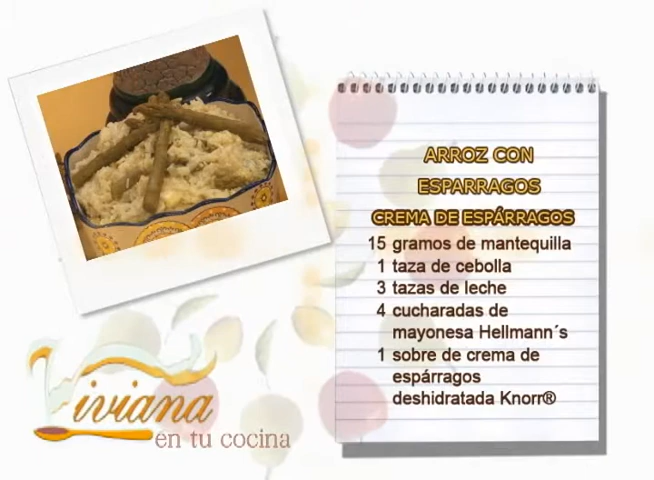 ARROZ CON
ESPARRAGOS
CREMA DE ESPÁRRAGOS
15 gramos de mantequilla
1 taza de cebolla
3 tazas de leche
4 cucharadas de
mayonesa Hellmann´s
1 sobre de crema de
espárragos
deshidratada Knorr®
Viviana
en tu cocina